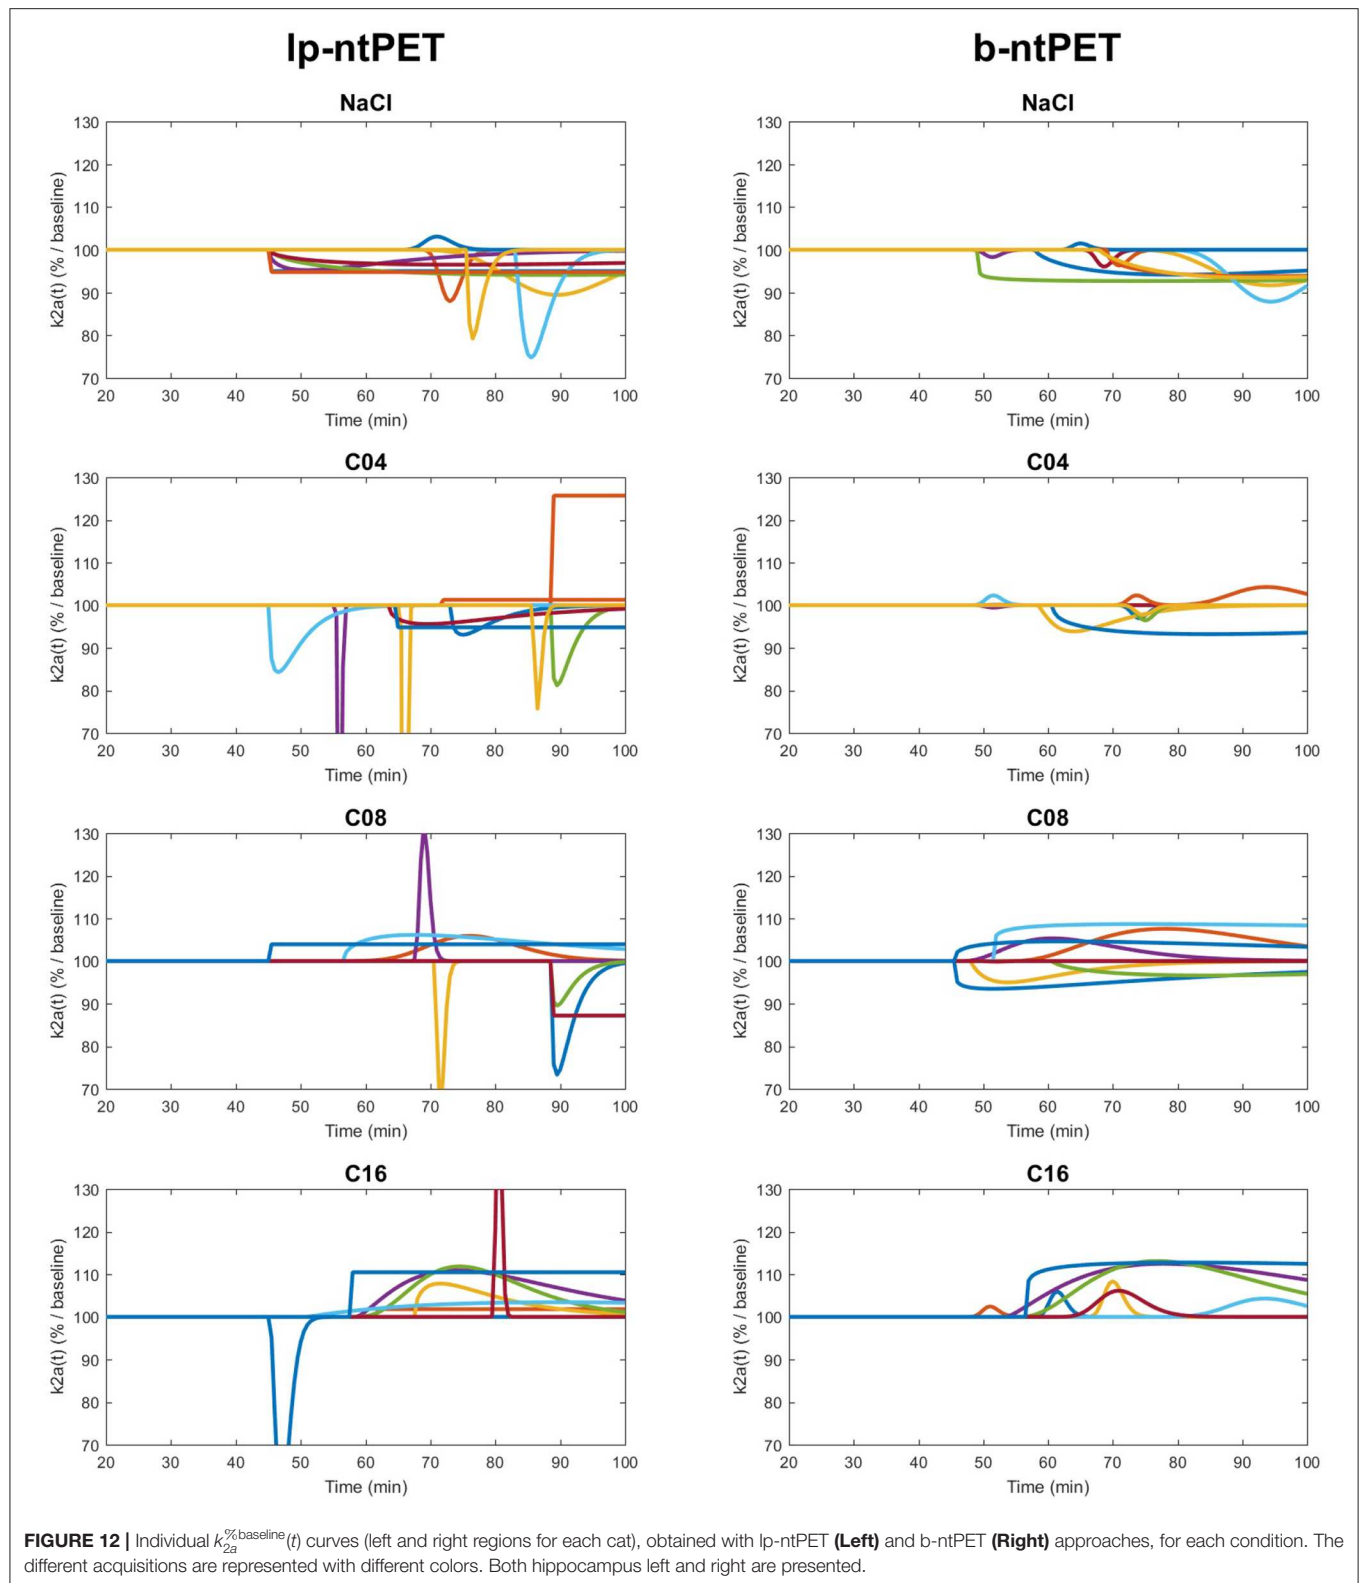 lp-ntPET
b-ntPET
NaCl
130
120
110
100
90
80
70
k2a(t) (% / baseline)
20 30 40 50 60 70 80 90 100
Time (min)
NaCl
130
120
110
100
90
80
70
k2a(t) (% / baseline)
20 30 40 50 60 70 80 90 100
Time (min)
C04
130
120
110
100
90
80
70
k2a(t) (% / baseline)
20 30 40 50 60 70 80 90 100
Time (min)
C04
130
120
110
100
90
80
70
k2a(t) (% / baseline)
20 30 40 50 60 70 80 90 100
Time (min)
C08
130
120
110
100
90
80
70
k2a(t) (% / baseline)
20 30 40 50 60 70 80 90 100
Time (min)
C08
130
120
110
100
90
80
70
k2a(t) (% / baseline)
20 30 40 50 60 70 80 90 100
Time (min)
C16
130
120
110
100
90
80
70
k2a(t) (% / baseline)
20 30 40 50 60 70 80 90 100
Time (min)
C16
130
120
110
100
90
80
70
k2a(t) (% / baseline)
20 30 40 50 60 70 80 90 100
Time (min)
FIGURE 12 | Individual k2a%baseline(t) curves (left and right regions for each cat), obtained with lp-ntPET (Left) and b-ntPET (Right) approaches, for each condition. The
different acquisitions are represented with different colors. Both hippocampus left and right are presented.